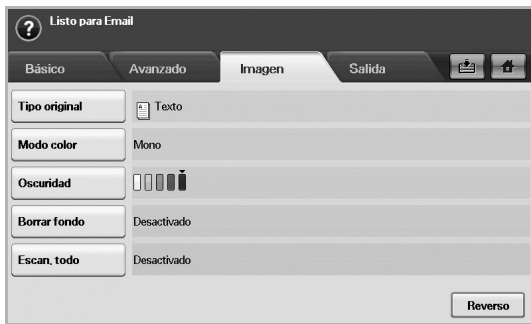 Listo para Email
Básico Avanzado Imagen Salida
Tipo original Texto
Modo color Mono
Oscuridad
Borrar fondo Desactivado
Escan. todo Desactivado
Reverso